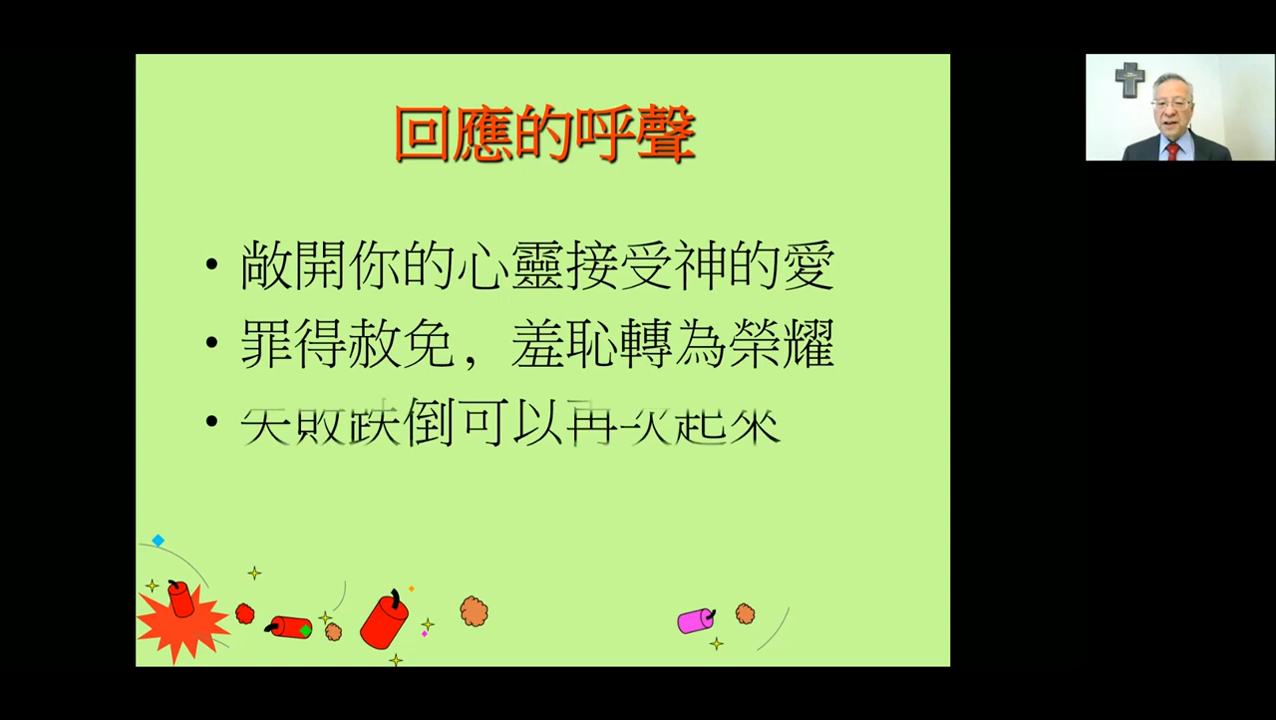 回應的呼聲
• 敞開你的心靈接受神的愛
• 罪得赦免，羞恥轉為榮耀
• 失敗跌倒可以再次起來